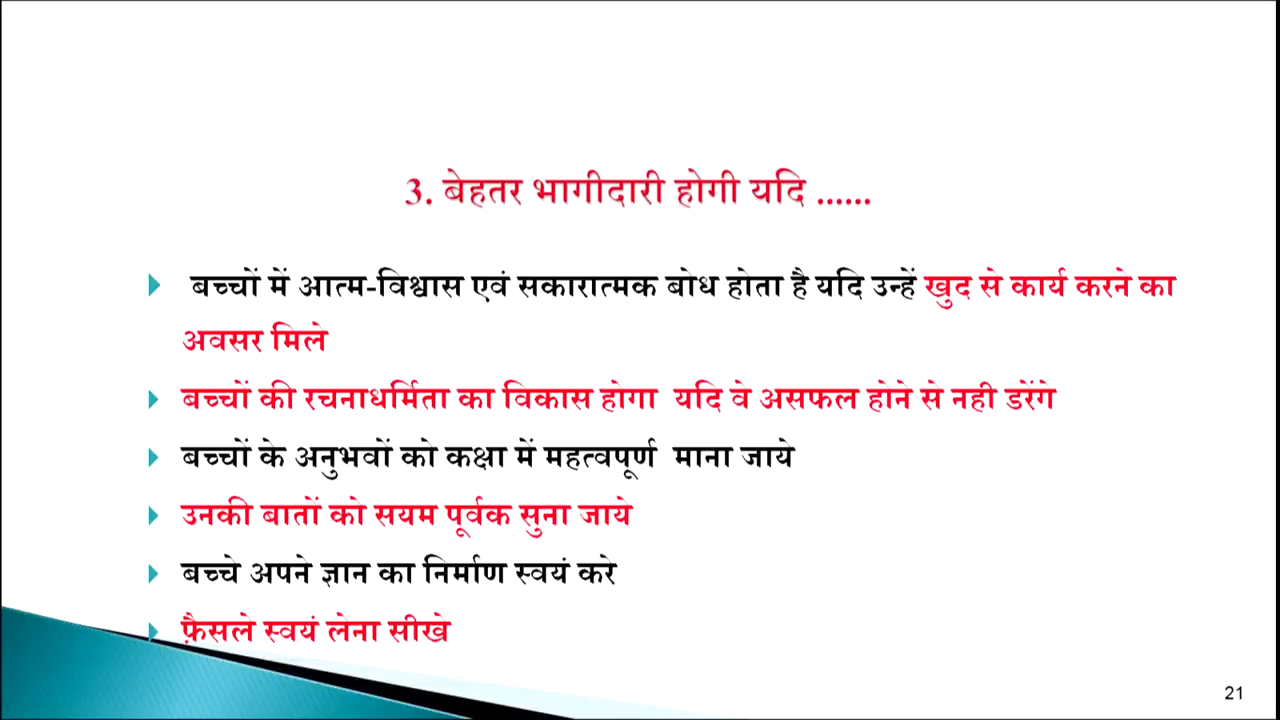 3. बेहतर भागीदारी होगी यदि ......
बच्चों में आत्म-विश्वास एवं सकारात्मक बोध होता है यदि उन्हें खुद से कार्य करने का
अवसर मिले
बच्चों की रचनाधर्मिता का विकास होगा यदि वे असफल होने से नही डरेंगे
बच्चों के अनुभवों को कक्षा में महत्वपूर्ण माना जाये
उनकी बातों को सयम पूर्वक सुना जाये
बच्चे अपने ज्ञान का निर्माण स्वयं करे
फ़ैसले स्वयं लेना सीखे
21